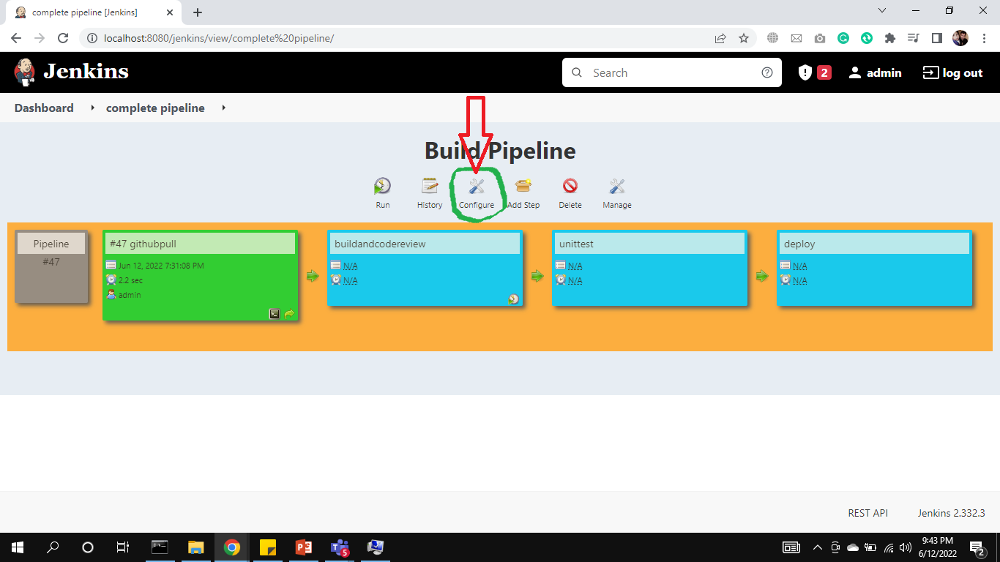 complete pipeline [Jenkins]
localhost:8080/jenkins/view/complete%20pipeline/
Jenkins
Search
2
admin
log out
Dashboard
complete pipeline
Build Pipeline
Run
History
Configure
Add Step
Delete
Manage
Pipeline
#47
#47 githubpull
Jun 12, 2022 7:31:08 PM
2.2 sec
admin
buildandcodereview
N/A
N/A
unittest
N/A
N/A
deploy
N/A
N/A
REST API
Jenkins 2.332.3
5
9:43 PM
6/12/2022
2